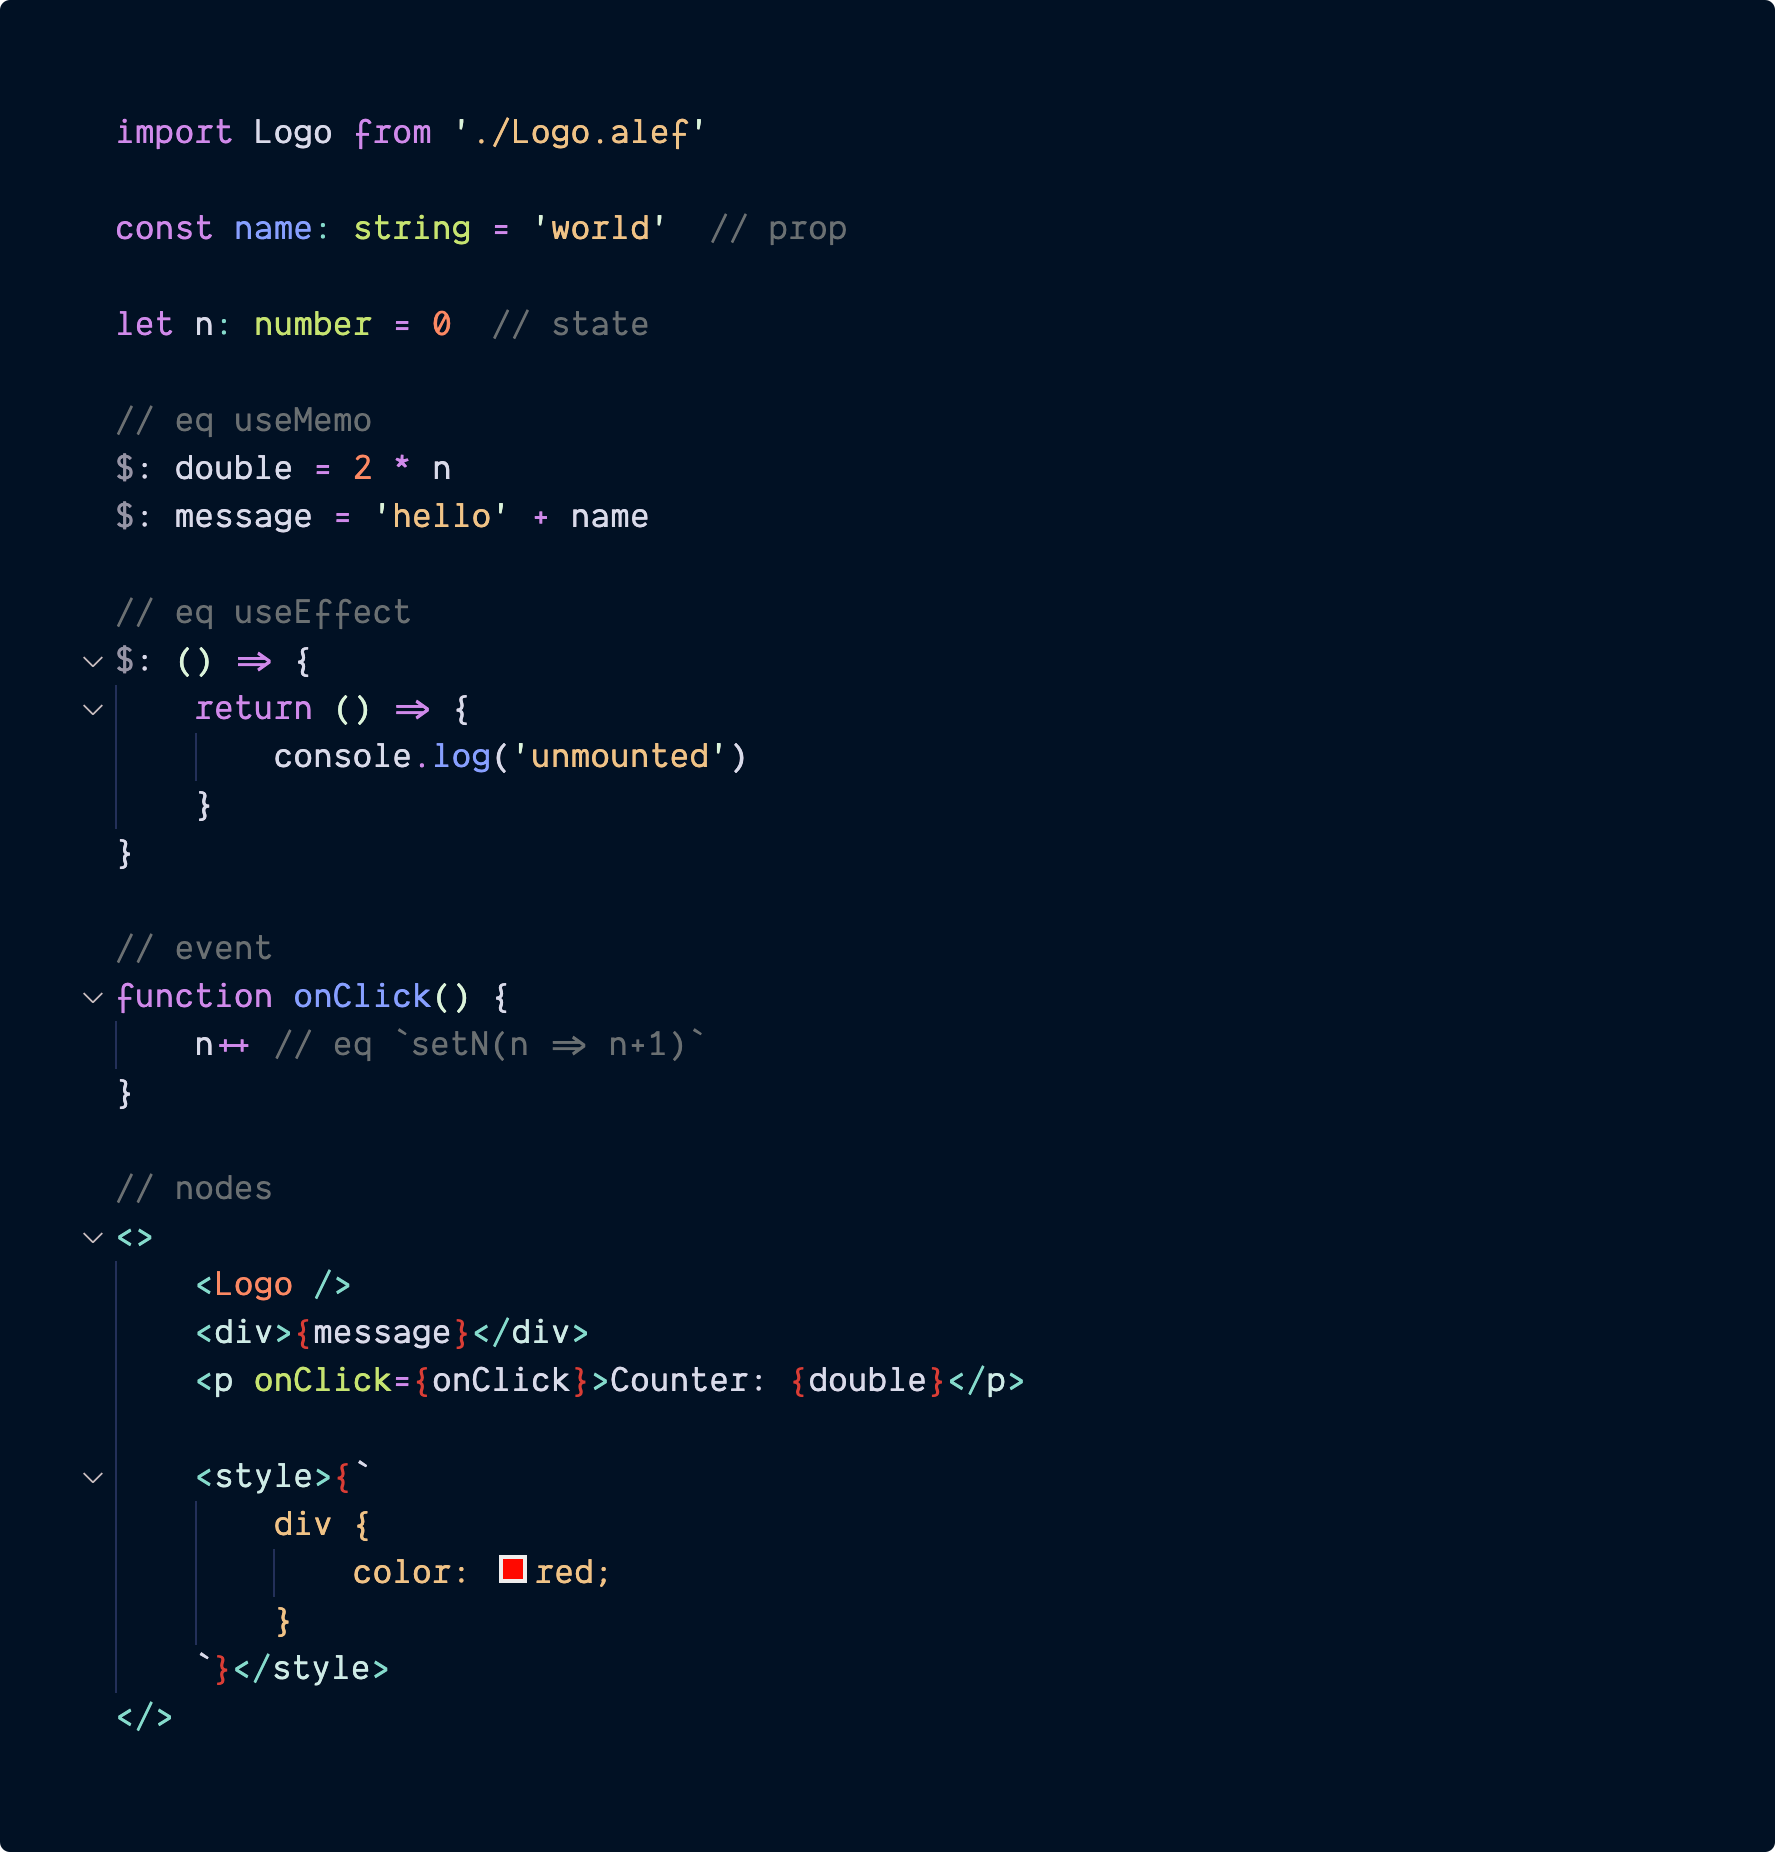 import Logo from './Logo.alef'

const name: string = 'world'  // prop

let n: number = 0  // state

// eq useMemo
$: double = 2 * n
$: message = 'hello' + name

// eq useEffect
$: () => {
    return () => {
        console.log('unmounted')
    }
}

// event
function onClick() {
    n++ // eq `setN(n => n+1)`
}

// nodes
<>
    <Logo />
    <div>{message}</div>
    <p onClick={onClick}>Counter: {double}</p>

    <style>{`
        div {
            color: red;
        }
    `}</style>
</>